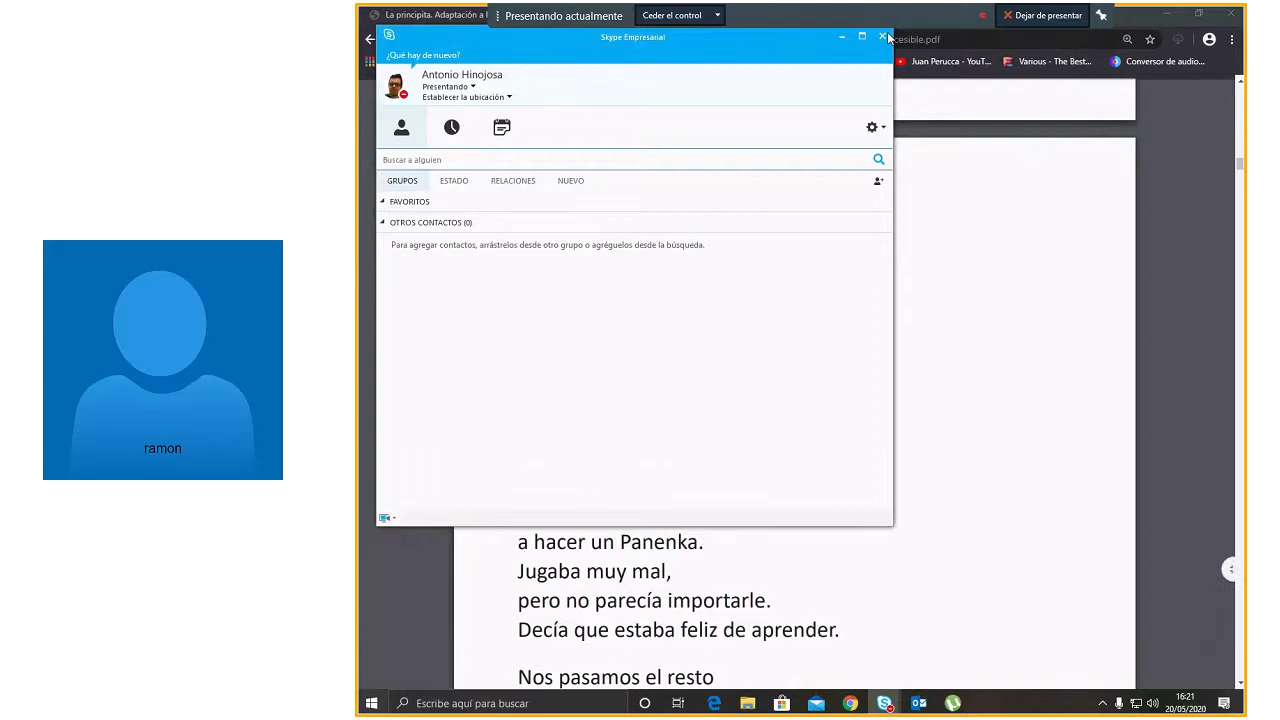 La principita. Adaptación a l
Presentando actualmente
Ceder el control
Dejar de presentar
Skype Empresarial
cesible.pdf
¿Qué hay de nuevo?
Juan Perucca - YouT...
Various - The Best...
Conversor de audio...
Antonio Hinojosa
Presentando
Establecer la ubicación
Buscar a alguien
GRUPOS
ESTADO
RELACIONES
NUEVO
FAVORITOS
OTROS CONTACTOS (0)
Para agregar contactos, arrástrelos desde otro grupo o agréguelos desde la búsqueda.
ramon
a hacer un Panenka.
Jugaba muy mal,
pero no parecía importarle.
Decía que estaba feliz de aprender.
Nos pasamos el resto
Escribe aquí para buscar
16:21
20/05/2020